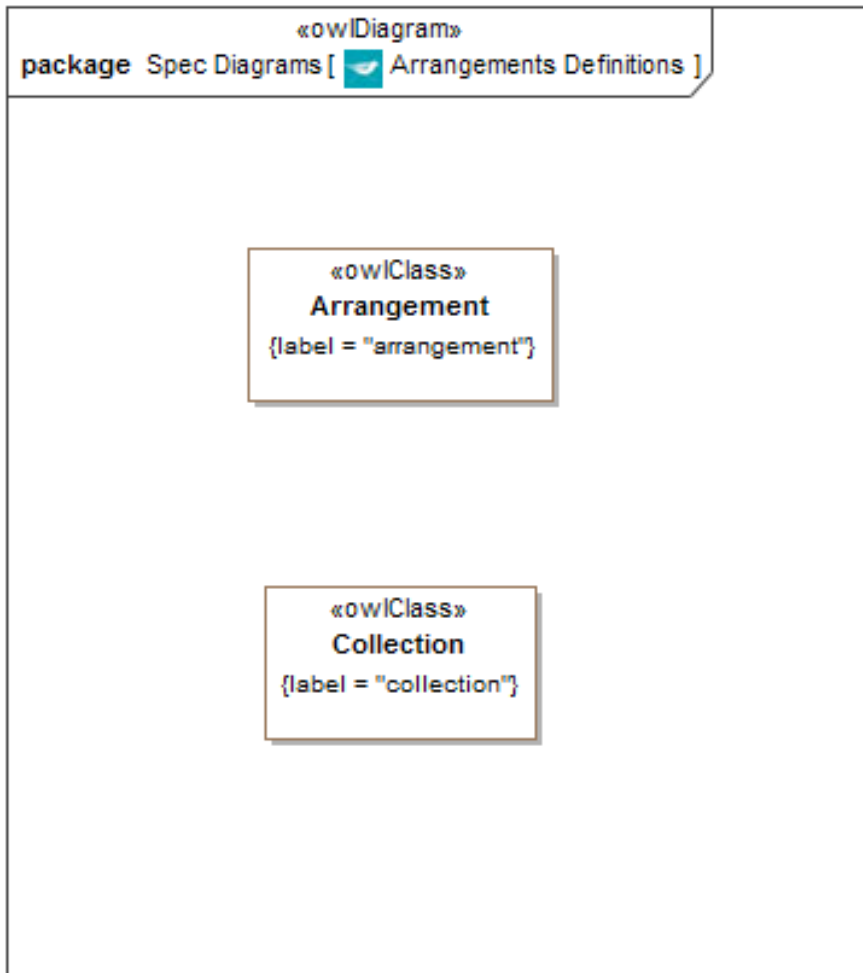 «owlDiagram»
package Spec Diagrams [ Arrangements Definitions ]
«owlClass»
Arrangement
{label = "arrangement"}
«owlClass»
Collection
{label = "collection"}